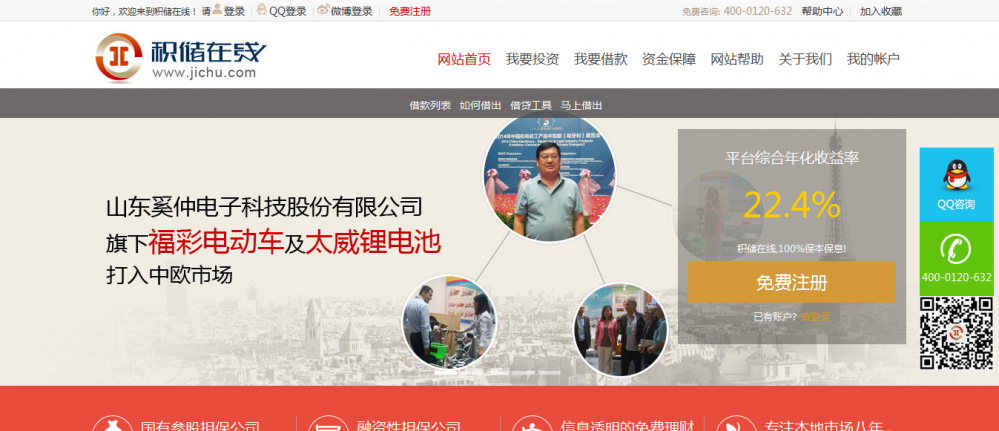 你好，欢迎来到积储在线！ 请 登录 QQ登录 微博登录 免费注册
免费咨询: 400-0120-632 帮助中心 加入收藏
积储在线
www.jichu.com
网站首页 我要投资 我要借款 资金保障 网站帮助 关于我们 我的帐户
借款列表 如何借出 借贷工具 马上借出
山东奚仲电子科技股份有限公司
旗下福彩电动车及太威锂电池
打入中欧市场
平台综合年化收益率
22.4%
积储在线,100%保本保息!
免费注册
已有账户? 请登录
QQ咨询
400-0120-632
国有参股担保公司 融资性担保公司 信息透明的免费理财 专注本地市场八年